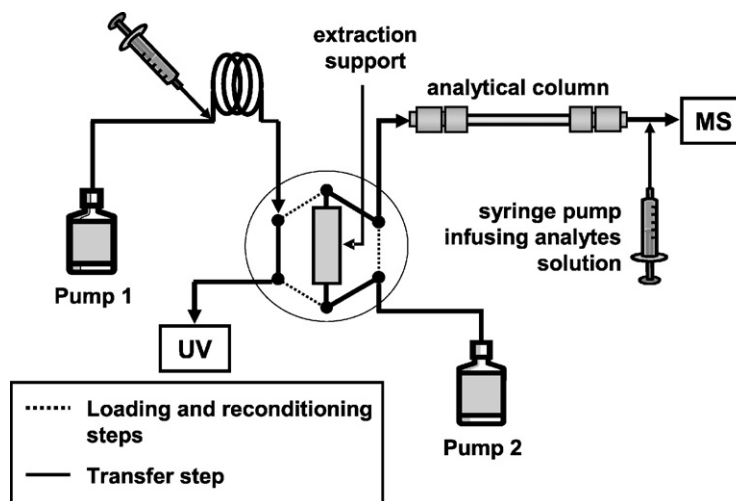 extraction
support
analytical column
MS
syringe pump
infusing analytes
solution
Pump 1
UV
Pump 2
Loading and reconditioning
steps
Transfer step